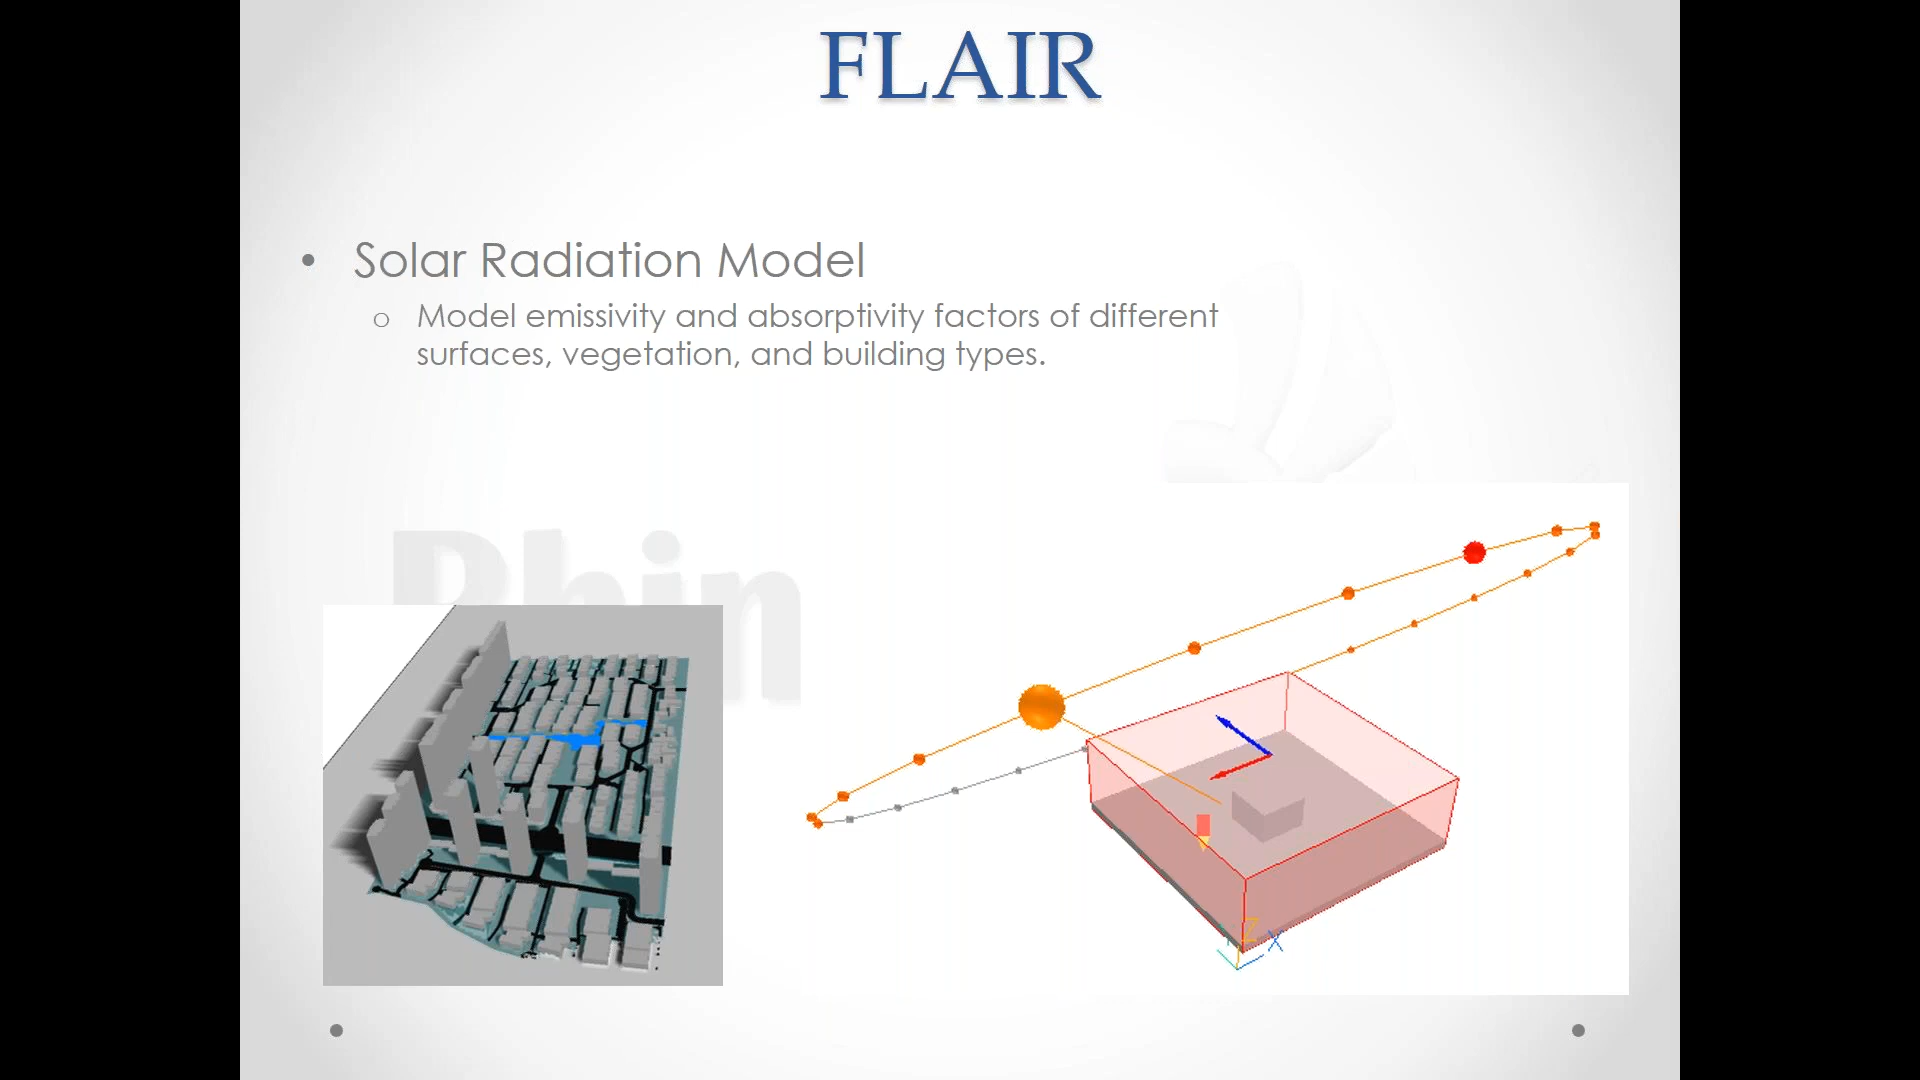 FLAIR
• Solar Radiation Model
o Model emissivity and absorptivity factors of different
surfaces, vegetation, and building types.
Z
X